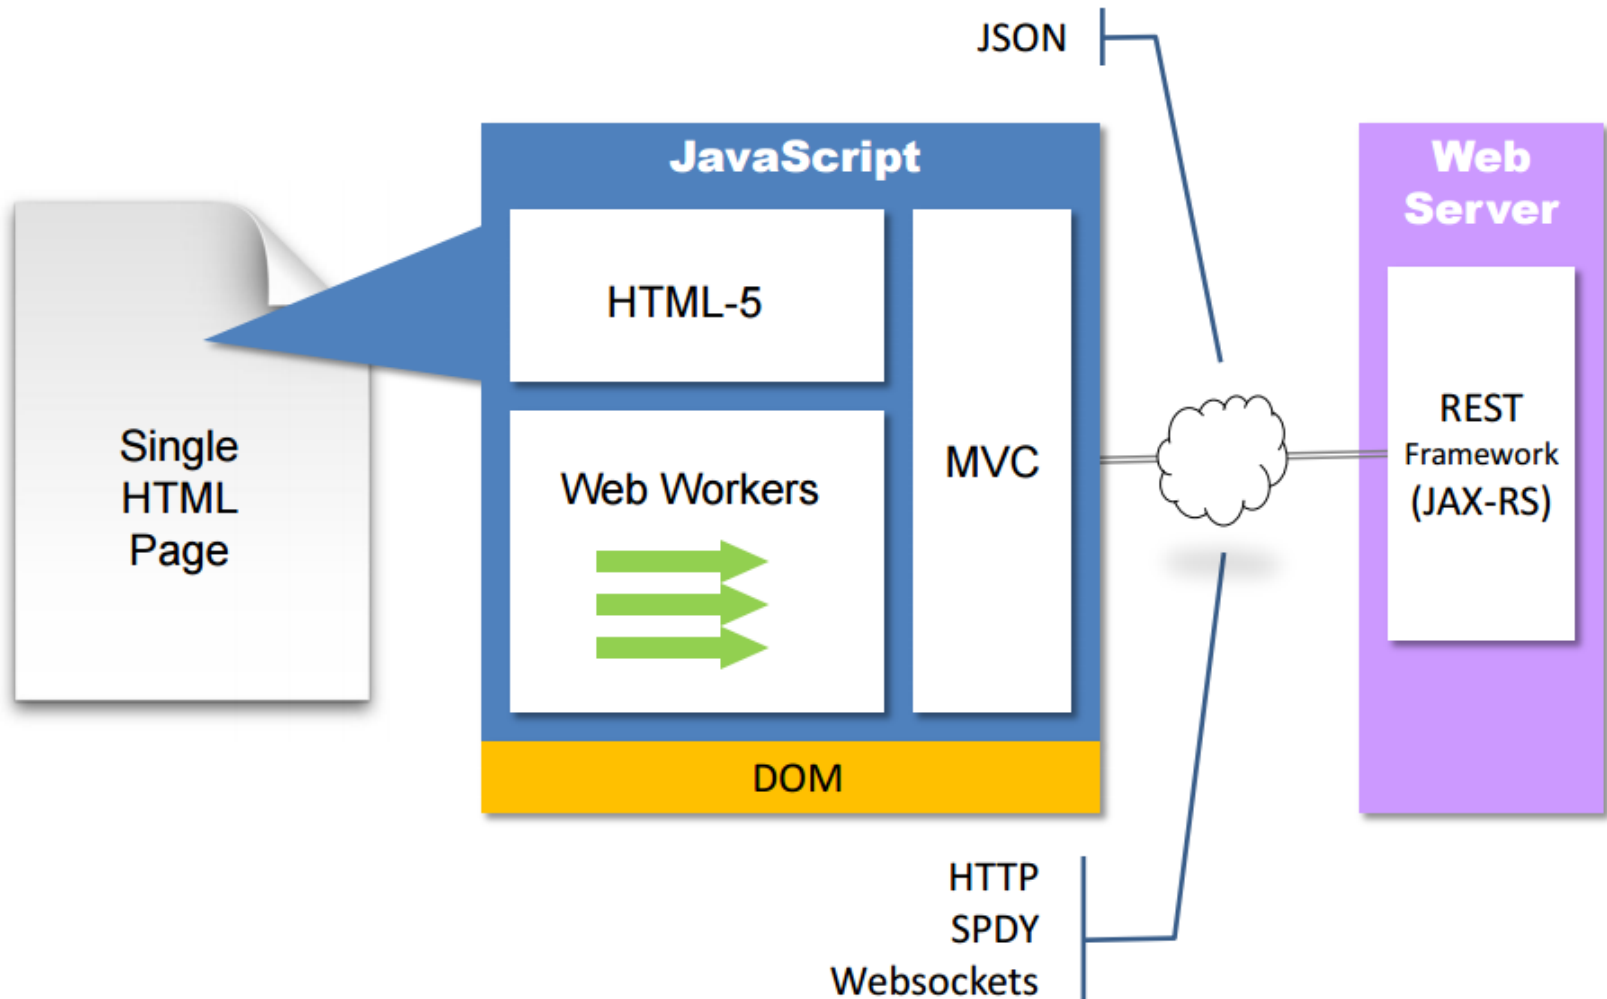 JSON
JavaScript
Web
Server
HTML-5
Single
HTML
Page
Web Workers
MVC
REST
Framework
(JAX-RS)
DOM
HTTP
SPDY
Websockets